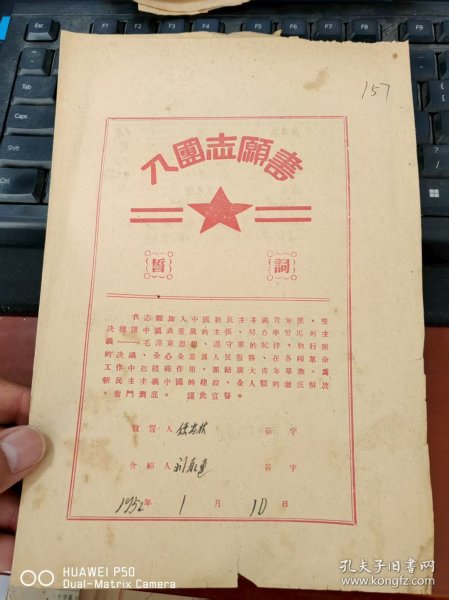 157
入團志願書
誓詞
我志願加入中國新民主主義青年團、堅
決擁護中國共產黨的主張、努力學習馬列主
義——毛澤東思想、遵守團的紀律、執行團
的決議、全心全意為人民服務、在各種革命
工作中起模範作用、團結廣大青年、為
新民主主義中國的建設、全人類的徹底解放
奮鬥到底。謹此宣誓
宣誓人 簽字
介紹人 簽字
1952年 1月 10日
HUAWEI P50
Dual-Matrix Camera
孔夫子旧书网
www.kongfz.com
Shift
Ctrl